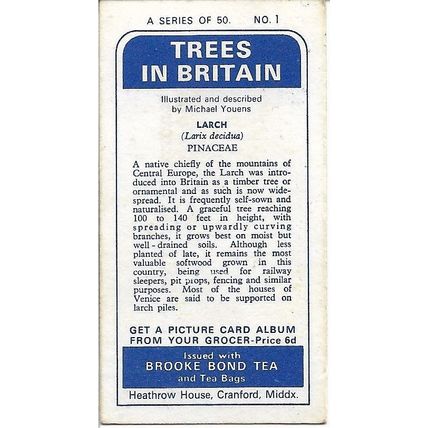 A SERIES OF 50. NO. 1
TREES
IN BRITAIN
Illustrated and described
by Michael Youens
LARCH
(Larix decidua)
PINACEAE
A native chiefly of the mountains of
Central Europe, the Larch was intro-
duced into Britain as a timber tree or
ornamental and as such is now wide-
spread. It is frequently self-sown and
naturalised. A graceful tree reaching
100 to 140 feet in height, with
spreading or upwardly curving
branches, it grows best on moist but
well-drained soils. Although less
planted of late, it remains the most
valuable softwood grown in this
country, being used for railway
sleepers, pit props, fencing and similar
purposes. Most of the houses of
Venice are said to be supported on
larch piles.
GET A PICTURE CARD ALBUM
FROM YOUR GROCER-Price 6d
Issued with
BROOKE BOND TEA
and Tea Bags
Heathrow House, Cranford, Middx.